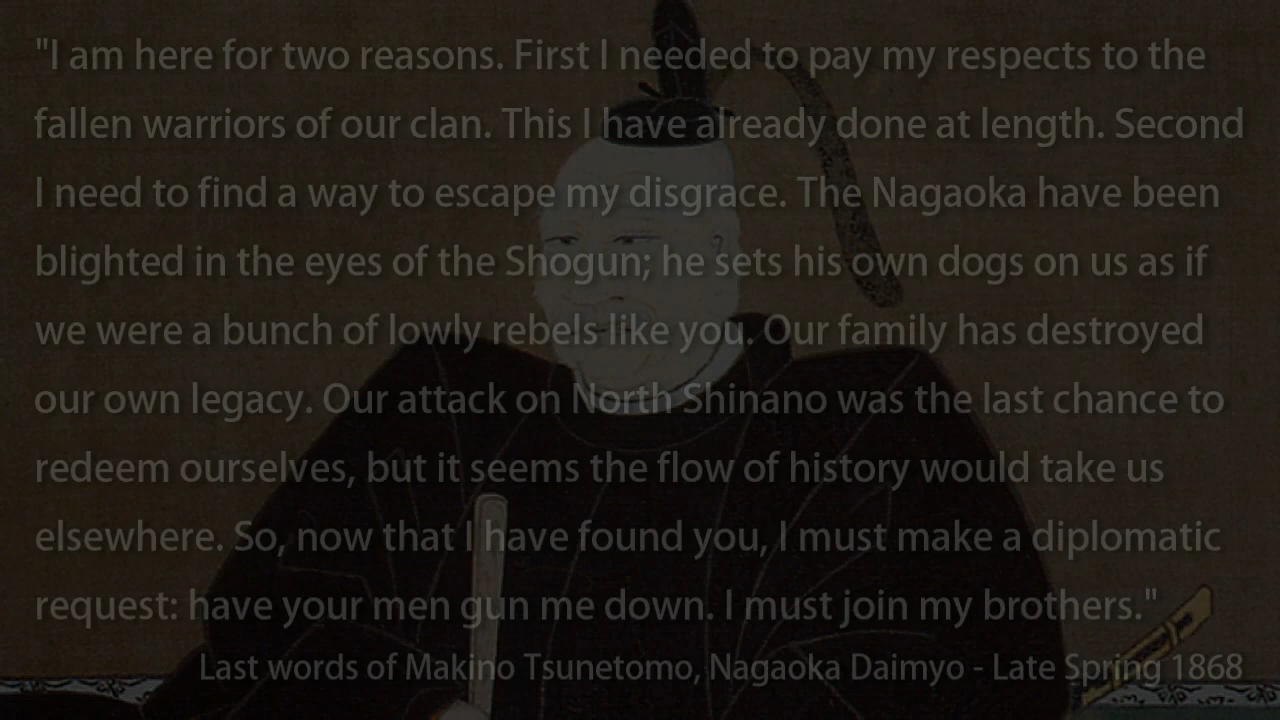 "I am here for two reasons. First I needed to pay my respects to the
fallen warriors of our clan. This I have already done at length. Second
I need to find a way to escape my disgrace. The Nagaoka have been
blighted in the eyes of the Shogun; he sets his own dogs on us as if
we were a bunch of lowly rebels like you. Our family has destroyed
our own legacy. Our attack on North Shinano was the last chance to
redeem ourselves, but it seems the flow of history would take us
elsewhere. So, now that I have found you, I must make a diplomatic
request: have your men gun me down. I must join my brothers."
Last words of Makino Tsunetomo, Nagaoka Daimyo - Late Spring 1868